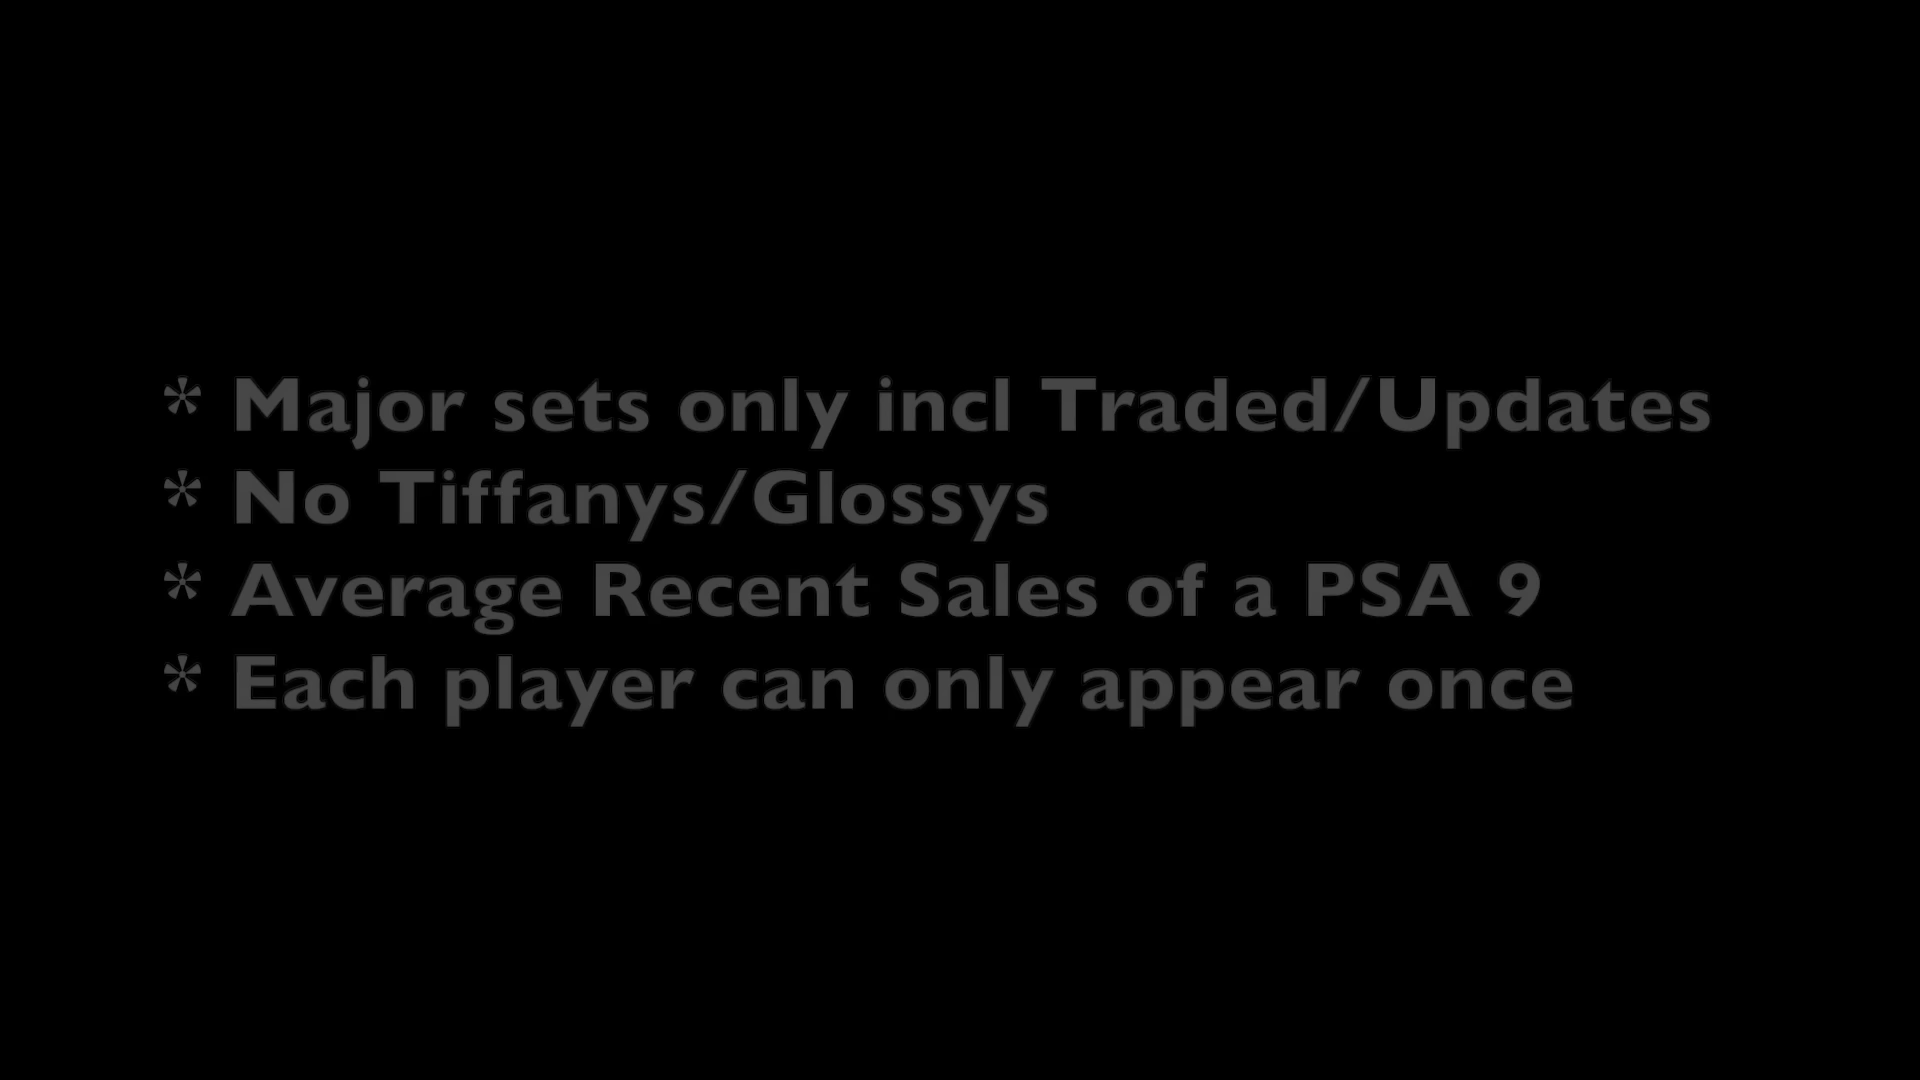 * Major sets only incl Traded/Updates
* No Tiffanys/Glossys
* Average Recent Sales of a PSA 9
* Each player can only appear once